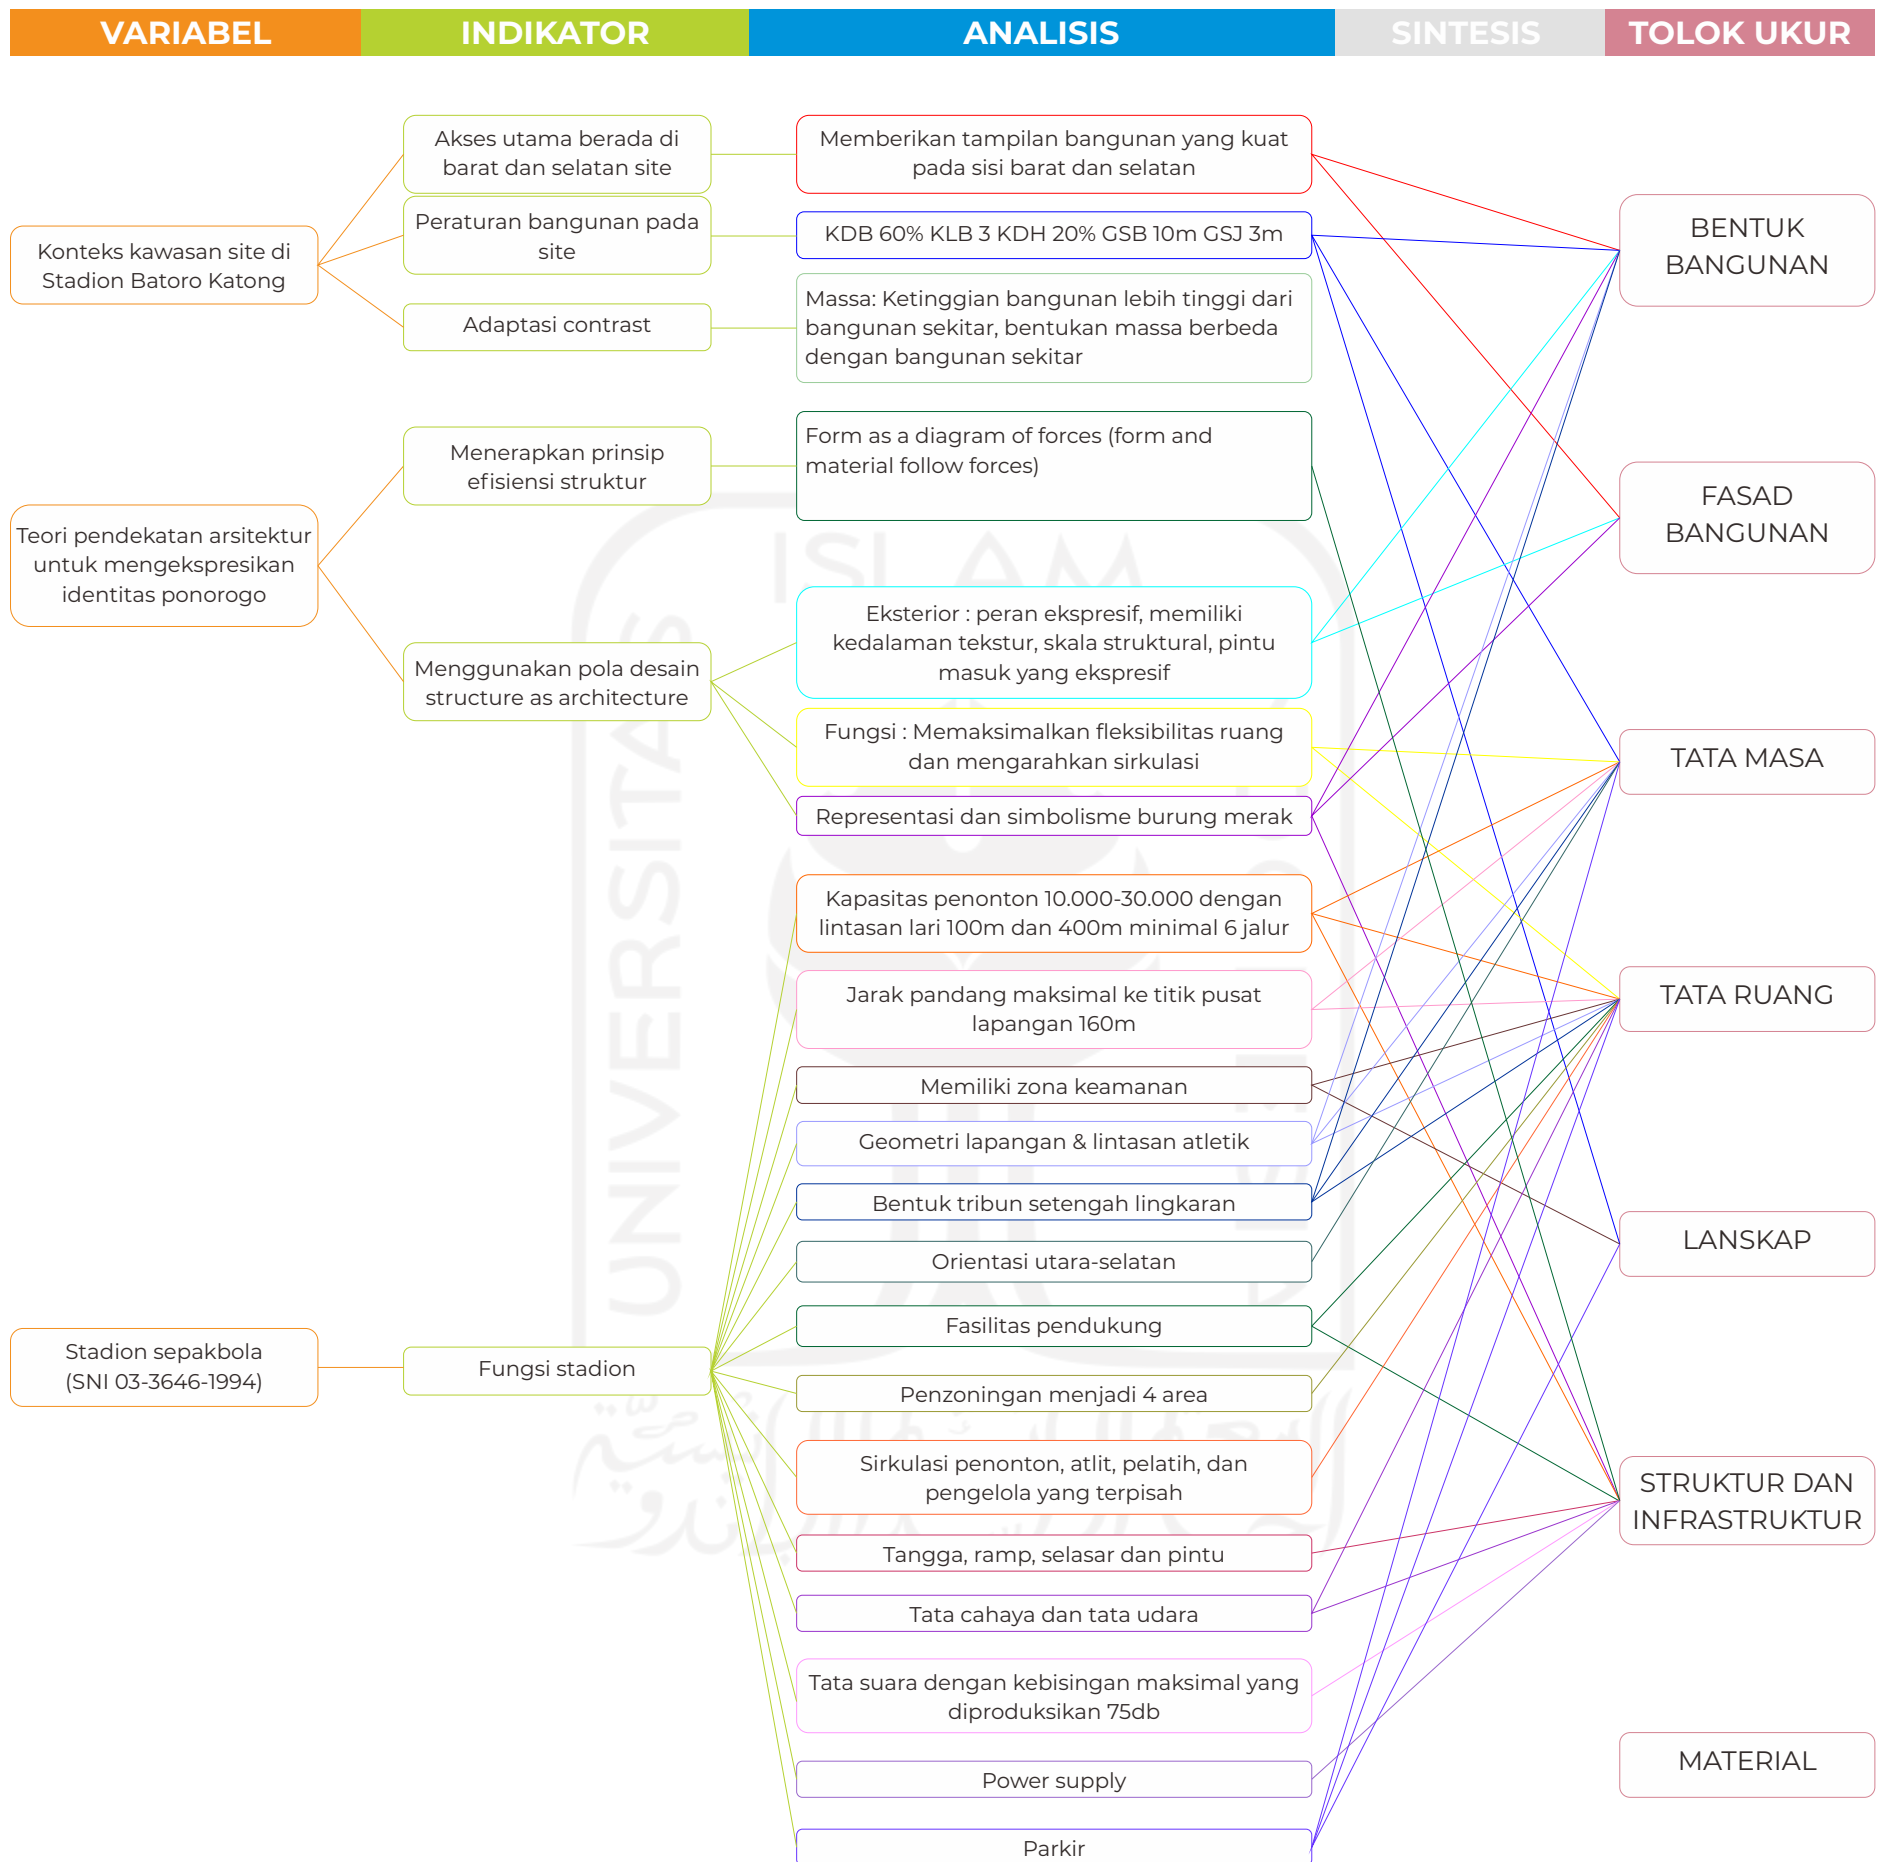 VARIABEL
INDIKATOR
ANALISIS
SINTESIS
TOLOK UKUR
Konteks kawasan site di
Stadion Batoro Katong
Akses utama berada di
barat dan selatan site
Peraturan bangunan pada
site
Adaptasi contrast
Memberikan tampilan bangunan yang kuat
pada sisi barat dan selatan
KDB 60% KLB 3 KDH 20% GSB 10m GSJ 3m
Massa: Ketinggian bangunan lebih tinggi dari
bangunan sekitar, bentukan massa berbeda
dengan bangunan sekitar
Teori pendekatan arsitektur
untuk mengekspresikan
identitas ponorogo
Menerapkan prinsip
efisiensi struktur
Menggunakan pola desain
structure as architecture
Form as a diagram of forces (form and
material follow forces)
Eksterior : peran ekspresif, memiliki
kedalaman tekstur, skala struktural, pintu
masuk yang ekspresif
Fungsi : Memaksimalkan fleksibilitas ruang
dan mengarahkan sirkulasi
Representasi dan simbolisme burung merak
Stadion sepakbola
(SNI 03-3646-1994)
Fungsi stadion
Kapasitas penonton 10.000-30.000 dengan
lintasan lari 100m dan 400m minimal 6 jalur
Jarak pandang maksimal ke titik pusat
lapangan 160m
Memiliki zona keamanan
Geometri lapangan & lintasan atletik
Bentuk tribun setengah lingkaran
Orientasi utara-selatan
Fasilitas pendukung
Penzoningan menjadi 4 area
Sirkulasi penonton, atlit, pelatih, dan
pengelola yang terpisah
Tangga, ramp, selasar dan pintu
Tata cahaya dan tata udara
Tata suara dengan kebisingan maksimal yang
diproduksikan 75db
Power supply
Parkir
BENTUK
BANGUNAN
FASAD
BANGUNAN
TATA MASA
TATA RUANG
LANSKAP
STRUKTUR DAN
INFRASTRUKTUR
MATERIAL
ISLAM
UNIVERSITAS